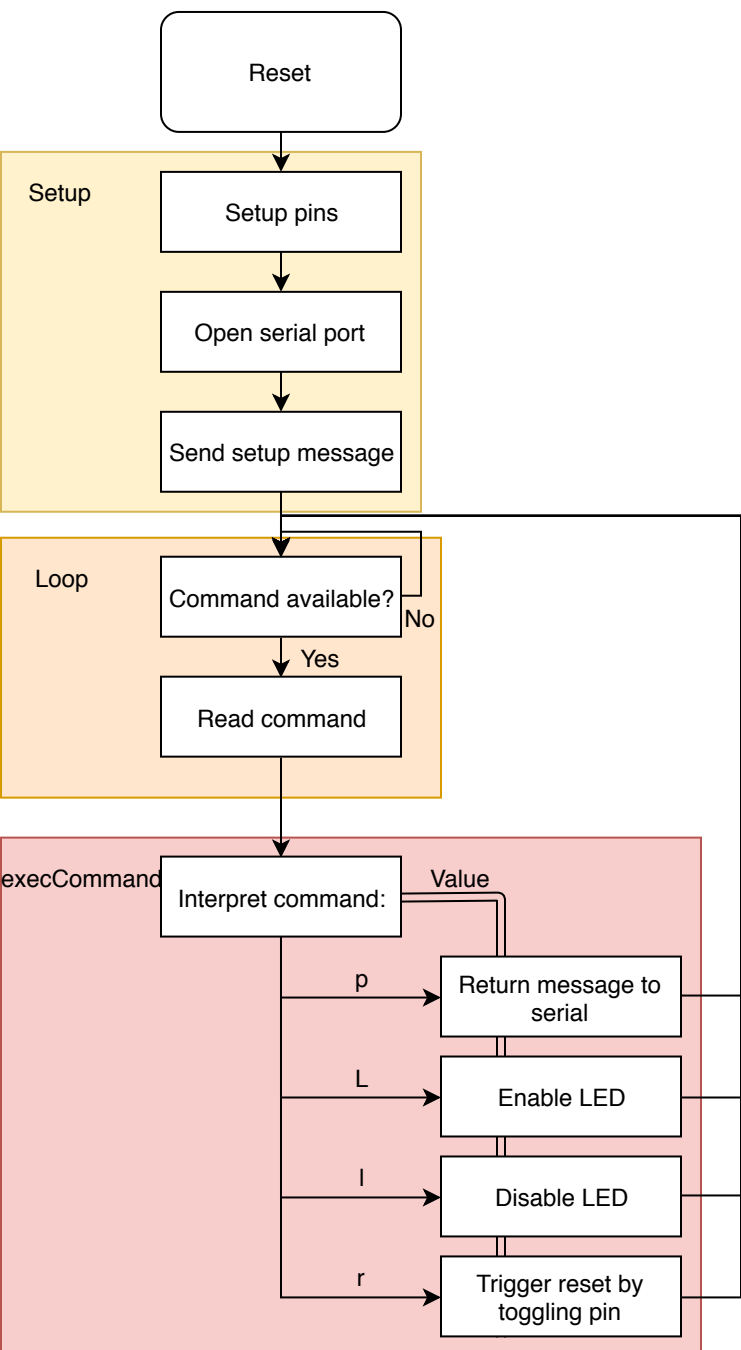 Reset
Setup
Setup pins
Open serial port
Send setup message
Loop
Command available?
No
Yes
Read command
execCommand
Interpret command:
Value
p
Return message to
serial
L
Enable LED
l
Disable LED
r
Trigger reset by
toggling pin